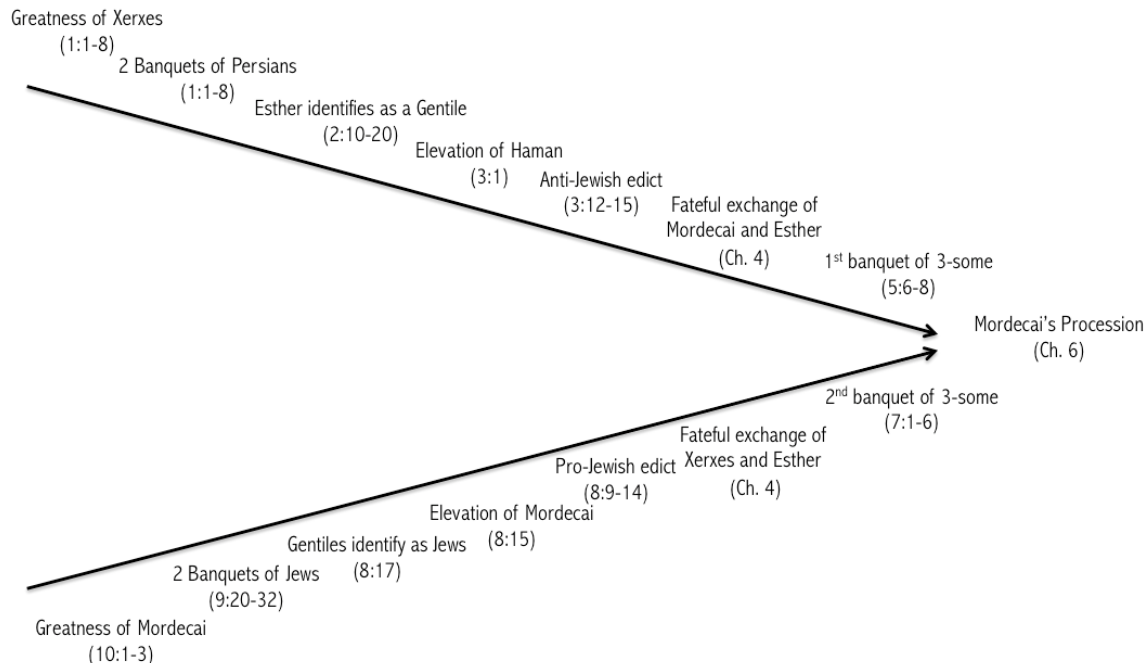 Greatness of Xerxes
(1:1-8)
2 Banquets of Persians
(1:1-8)
Esther identifies as a Gentile
(2:10-20)
Elevation of Haman
(3:1)
Anti-Jewish edict
(3:12-15)
Fateful exchange of
Mordecai and Esther
(Ch. 4)
1st banquet of 3-some
(5:6-8)
Mordecai's Procession
(Ch. 6)
2nd banquet of 3-some
(7:1-6)
Fateful exchange of
Xerxes and Esther
(Ch. 4)
Pro-Jewish edict
(8:9-14)
Elevation of Mordecai
(8:15)
Gentiles identify as Jews
(8:17)
2 Banquets of Jews
(9:20-32)
Greatness of Mordecai
(10:1-3)